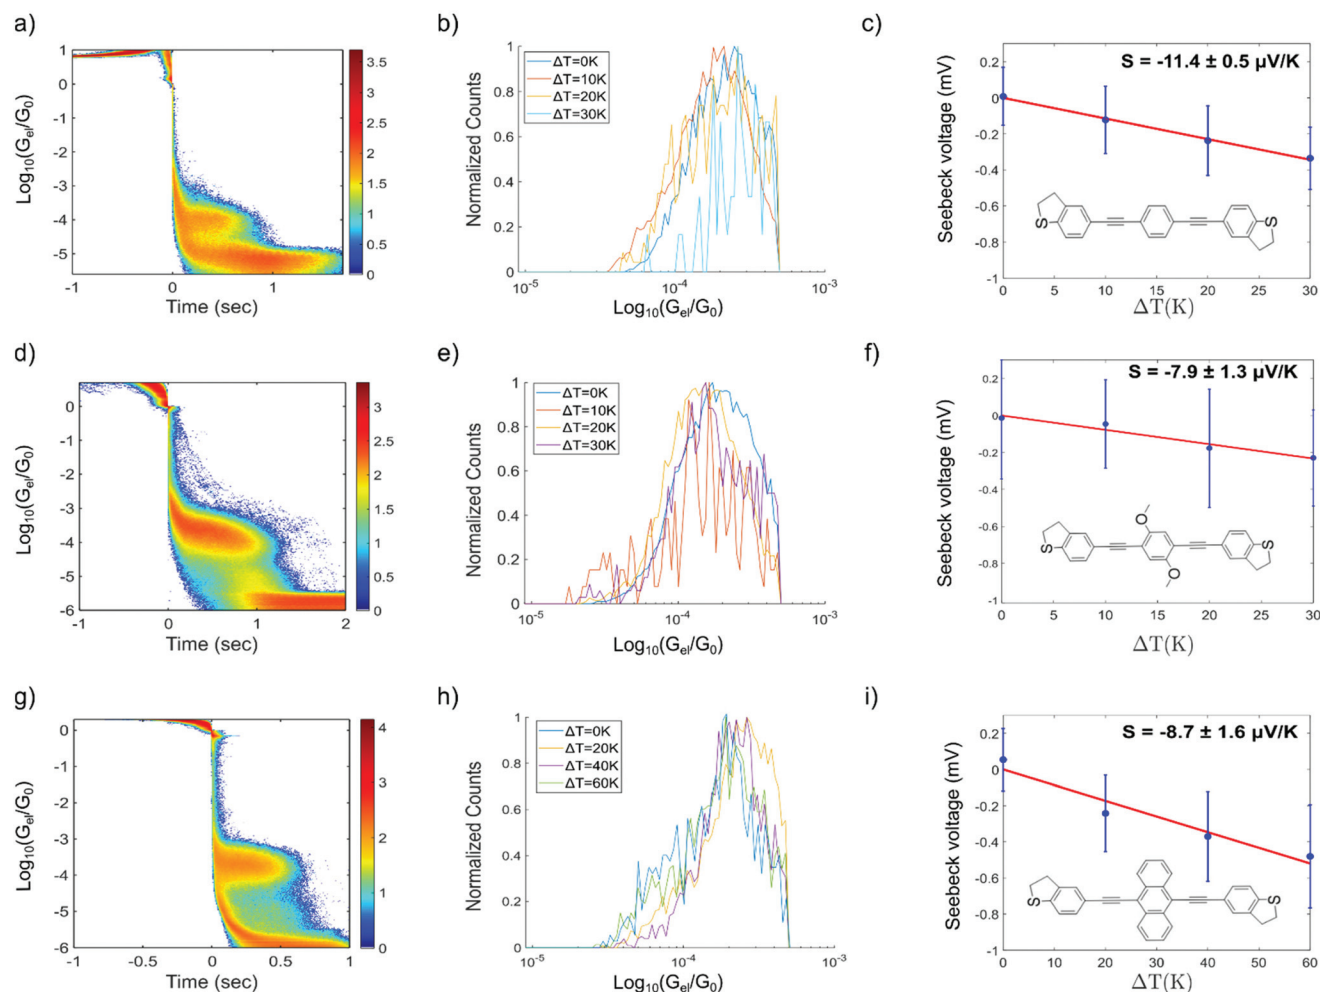 a)
Log10(Gel/G0)
1
0
-1
-2
-3
-4
-5
-1
0
1
Time (sec)
3.5
3
2.5
2
1.5
1
0.5
0
b)
Normalized Counts
1
0.8
0.6
0.4
0.2
0
ΔT=0K
ΔT=10K
ΔT=20K
ΔT=30K
10-5
10-4
10-3
Log10(Gel/G0)
c)
Seebeck voltage (mV)
0.2
0
-0.2
-0.4
-0.6
-0.8
-1
S = -11.4 ± 0.5 µV/K
S
S
0
5
10
15
20
25
30
ΔT(K)
d)
Log10(Gel/G0)
0
-1
-2
-3
-4
-5
-6
-1
0
1
2
Time (sec)
3
2.5
2
1.5
1
0.5
0
e)
Normalized Counts
1
0.8
0.6
0.4
0.2
0
ΔT=0K
ΔT=10K
ΔT=20K
ΔT=30K
10-5
10-4
10-3
Log10(Gel/G0)
f)
Seebeck voltage (mV)
0.2
0
-0.2
-0.4
-0.6
-0.8
-1
S = -7.9 ± 1.3 µV/K
S
O
O
S
0
5
10
15
20
25
30
ΔT(K)
g)
Log10(Gel/G0)
0
-1
-2
-3
-4
-5
-6
-1
-0.5
0
0.5
1
Time (sec)
4
3.5
3
2.5
2
1.5
1
0.5
0
h)
Normalized Counts
1
0.8
0.6
0.4
0.2
0
ΔT=0K
ΔT=20K
ΔT=40K
ΔT=60K
10-5
10-4
10-3
Log10(Gel/G0)
i)
Seebeck voltage (mV)
0.2
0
-0.2
-0.4
-0.6
-0.8
-1
S = -8.7 ± 1.6 µV/K
S
S
0
10
20
30
40
50
60
ΔT(K)